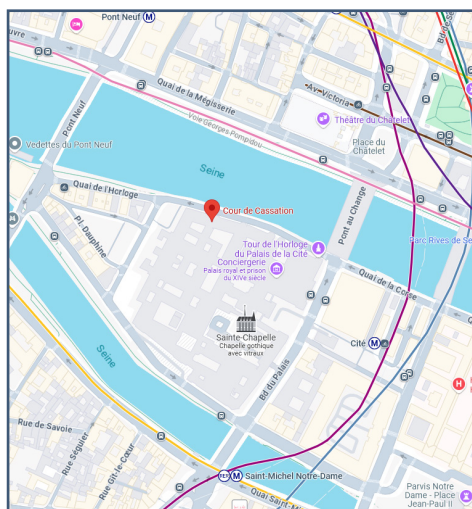 Pont Neuf
M
Quai de la Mégisserie
Voie Georges Pompidou
Av. Victoria
Théâtre du Châtelet
Place du
Châtelet
Pont Neuf
Vedettes du Pont Neuf
Seine
Quai de l'Horloge
Cour de Cassation
Pl. Dauphine
Tour de l'Horloge
du Palais de la Cité
Conciergerie
Palais royal et prison
du XIVe siècle
Pont au Change
Parc Rives de Se
Quai de la Corse
Sainte-Chapelle
Chapelle gothique
avec vitraux
Cité
M
Seine
Bd du Palais
H
Rue de Savoie
Rue Séguier
Rue Gît-le-Cœur
RER
M
Saint-Michel Notre-Dame
Quai Saint-M
Parvis Notre
Dame - Place
Jean-Paul II